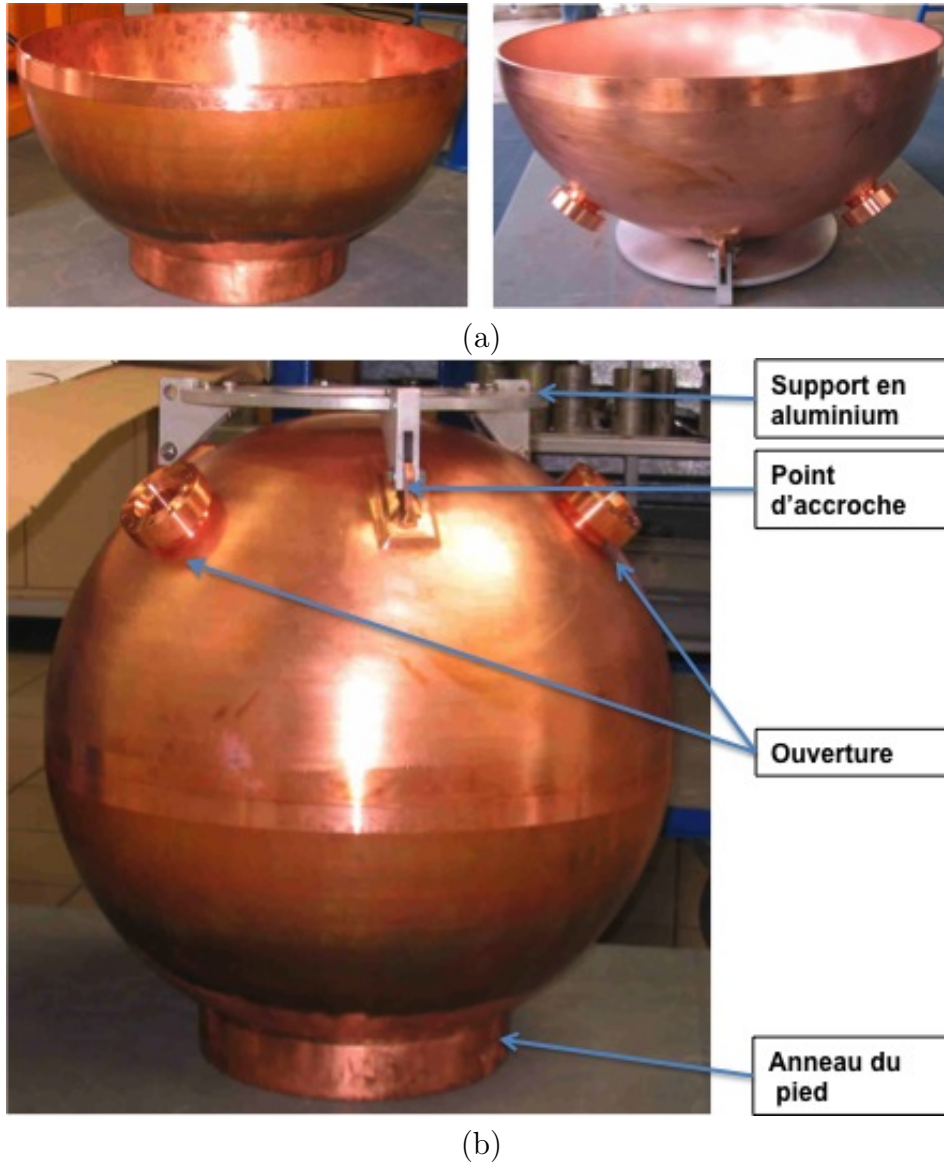 (a)
Support en
aluminium
Point
d’accroche
Ouverture
Anneau du
pied
(b)